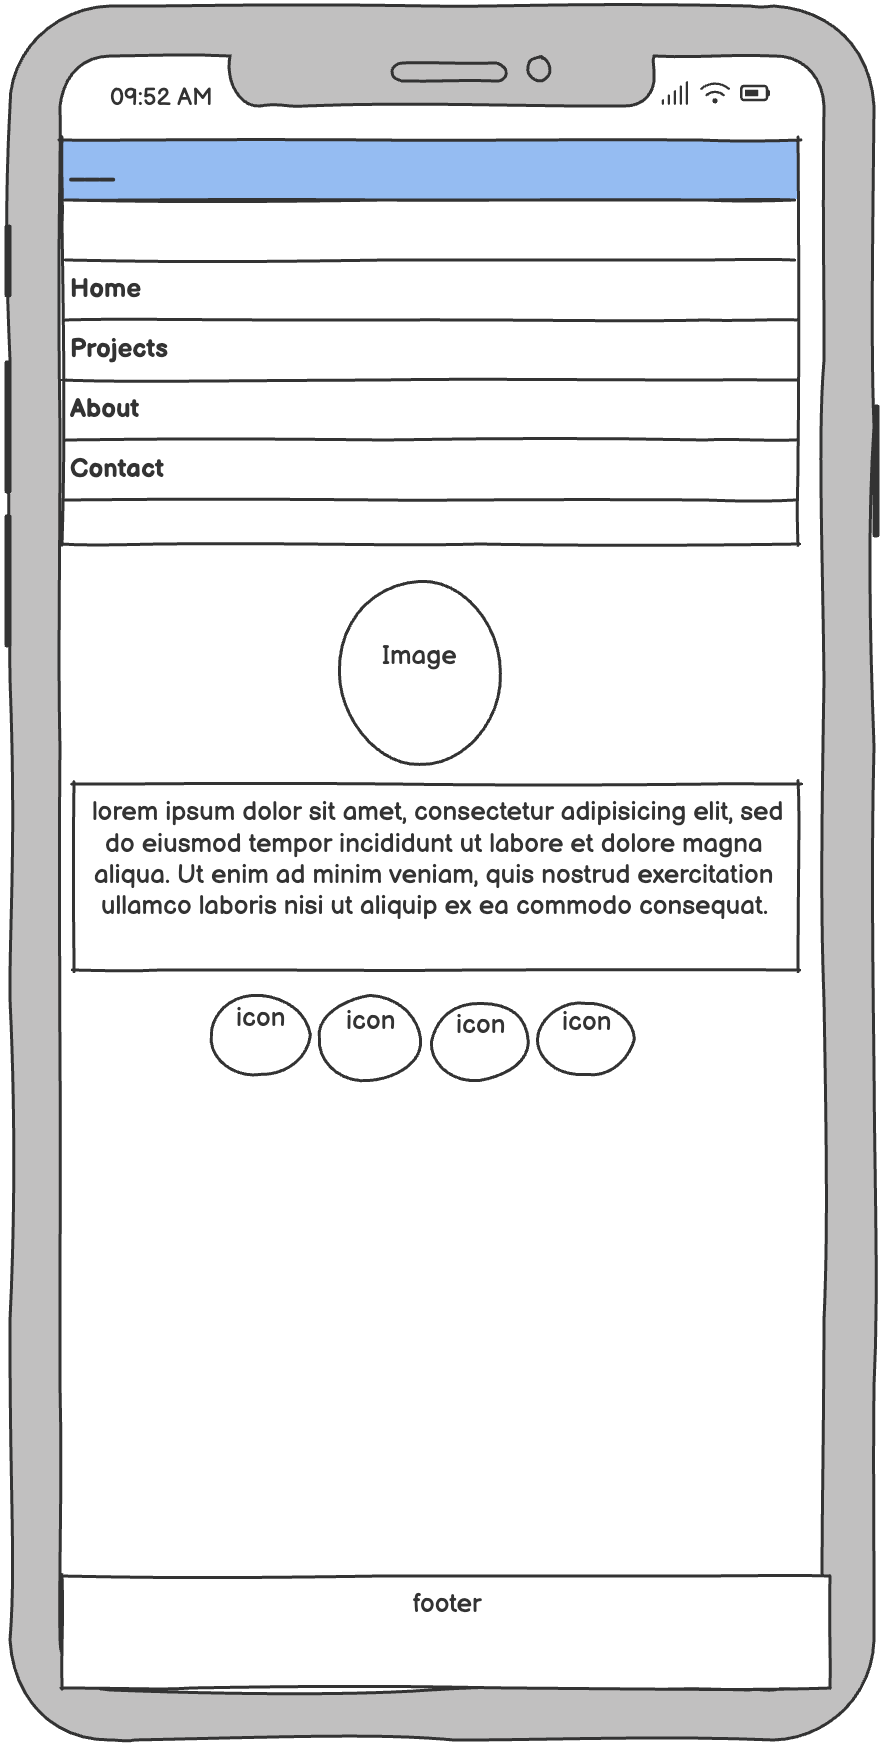 09:52 AM
Home
Projects
About
Contact
Image
lorem ipsum dolor sit amet, consectetur adipisicing elit, sed
do eiusmod tempor incididunt ut labore et dolore magna
aliqua. Ut enim ad minim veniam, quis nostrud exercitation
ullamco laboris nisi ut aliquip ex ea commodo consequat.
icon icon icon icon
footer